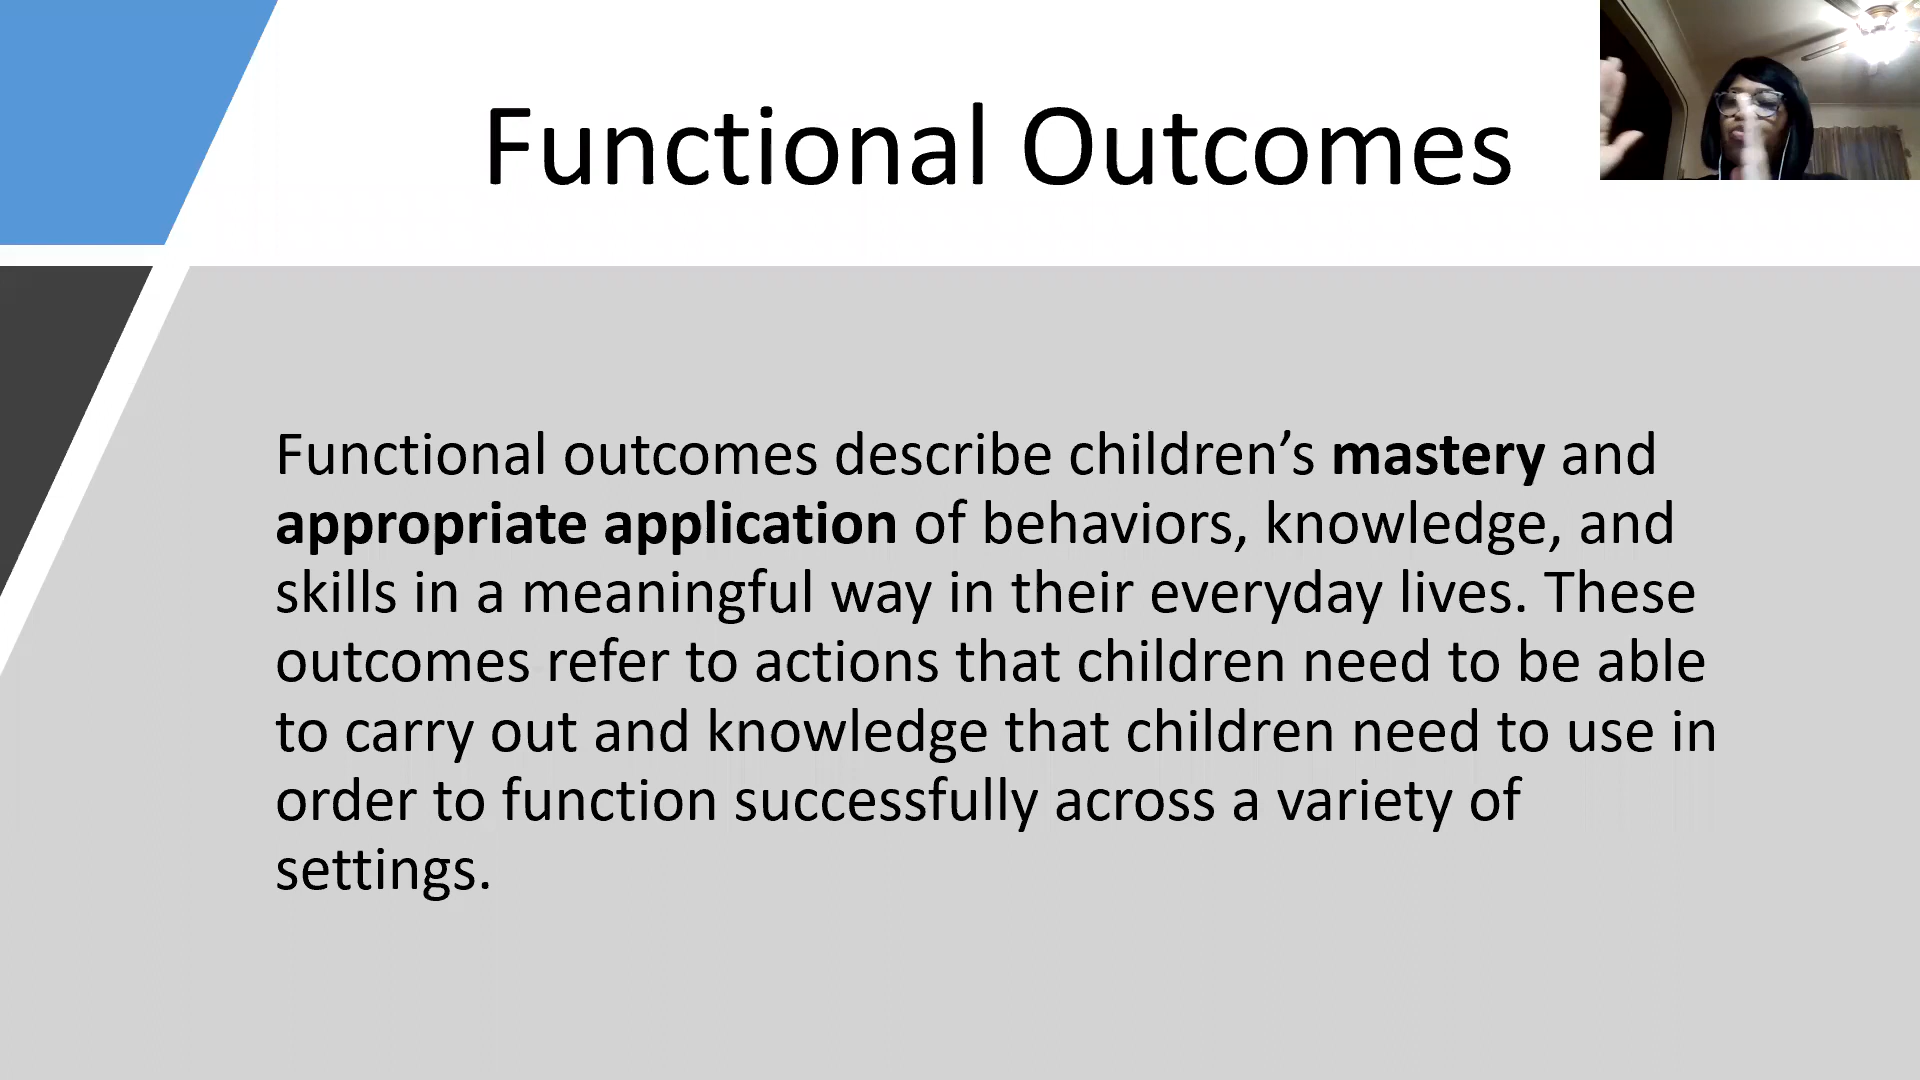 Functional Outcomes
Functional outcomes describe children’s mastery and
appropriate application of behaviors, knowledge, and
skills in a meaningful way in their everyday lives. These
outcomes refer to actions that children need to be able
to carry out and knowledge that children need to use in
order to function successfully across a variety of
settings.